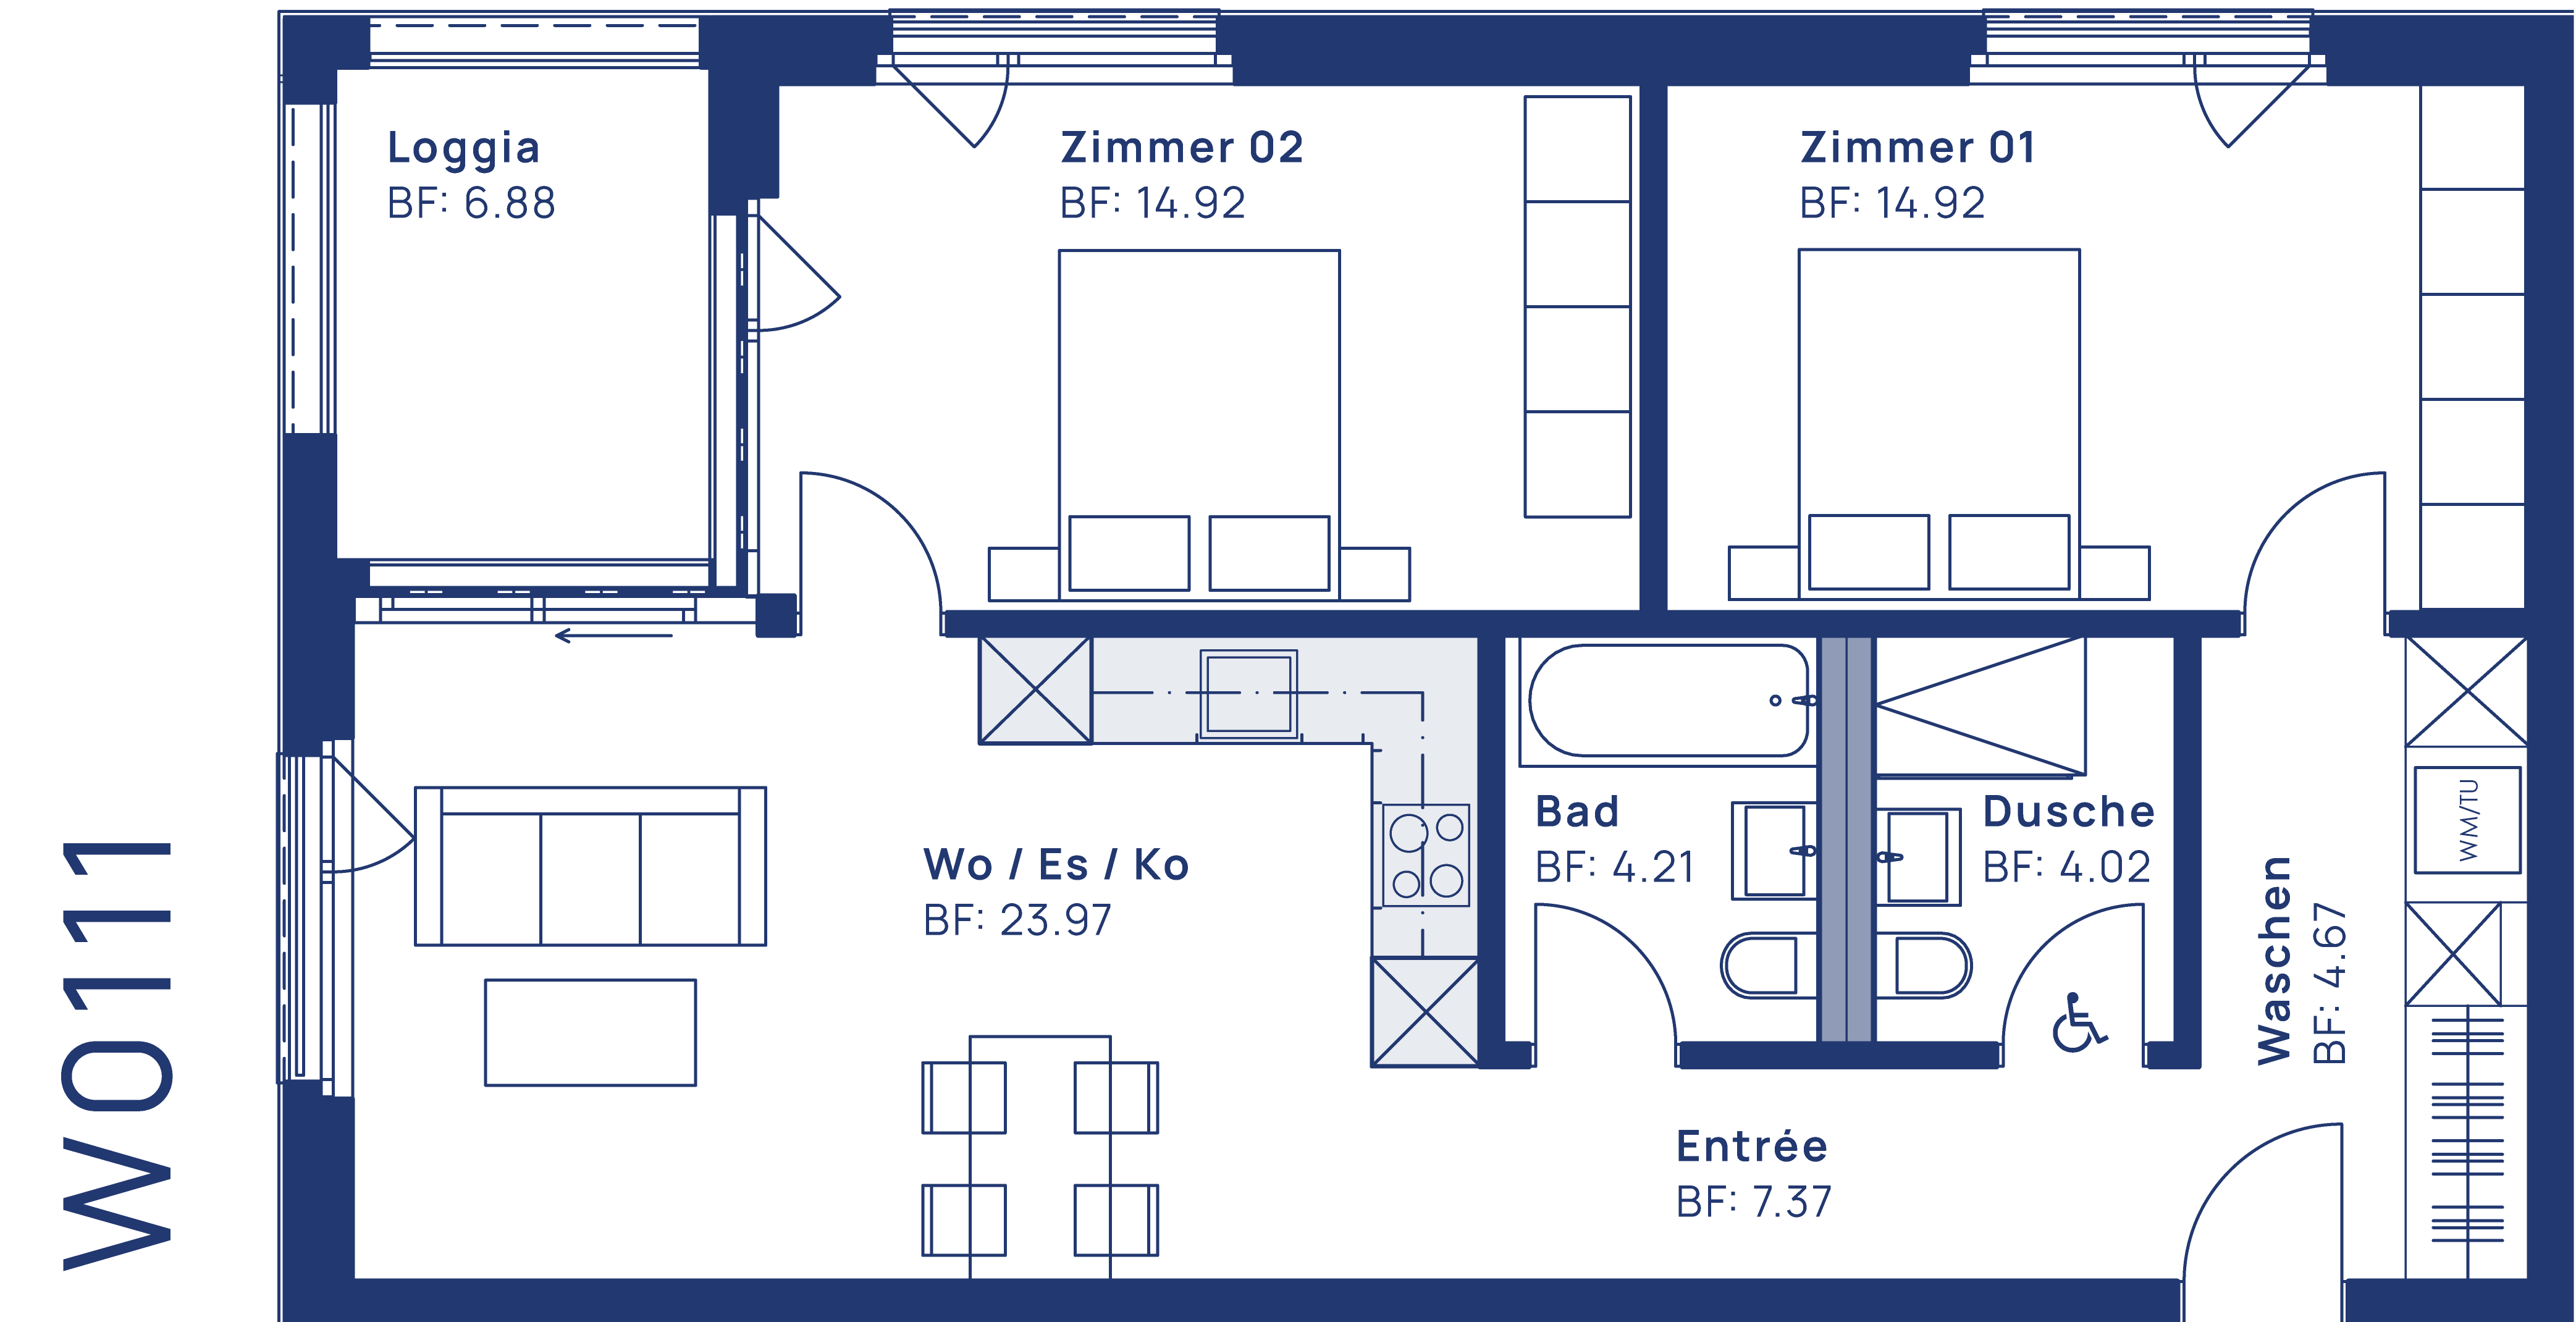 W0111
Loggia
BF: 6.88
Zimmer 02
BF: 14.92
Zimmer 01
BF: 14.92
Wo / Es / Ko
BF: 23.97
Bad
BF: 4.21
Dusche
BF: 4.02
WM/TU
Waschen
BF: 4.67
Entrée
BF: 7.37